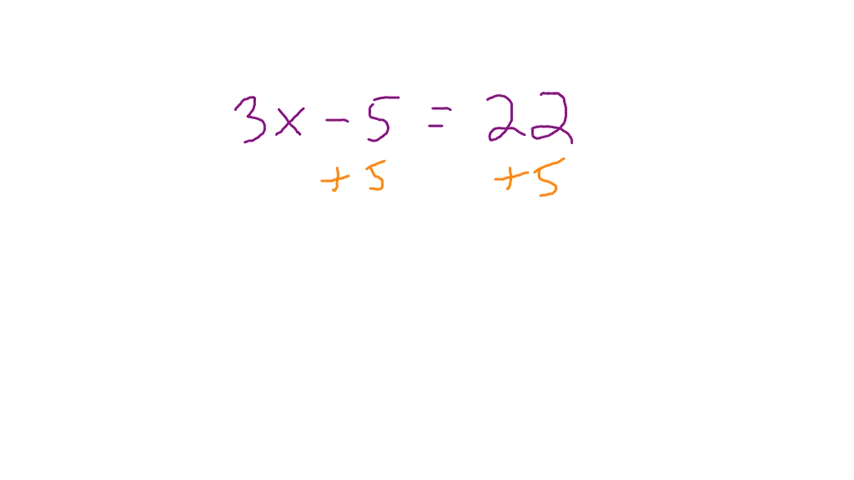 3x - 5 = 22
+ 5 + 5